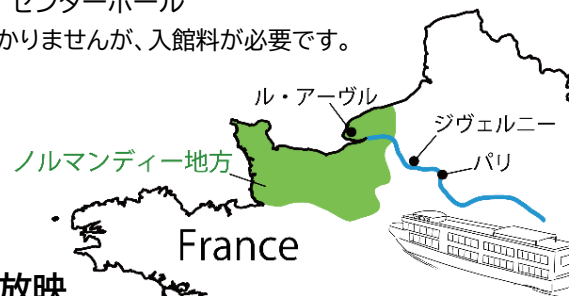 センターホール
かりませんが、入館料が必要です。
ル・アーヴル
ジヴェルニー
パリ
ノルマンディー地方
France
放映